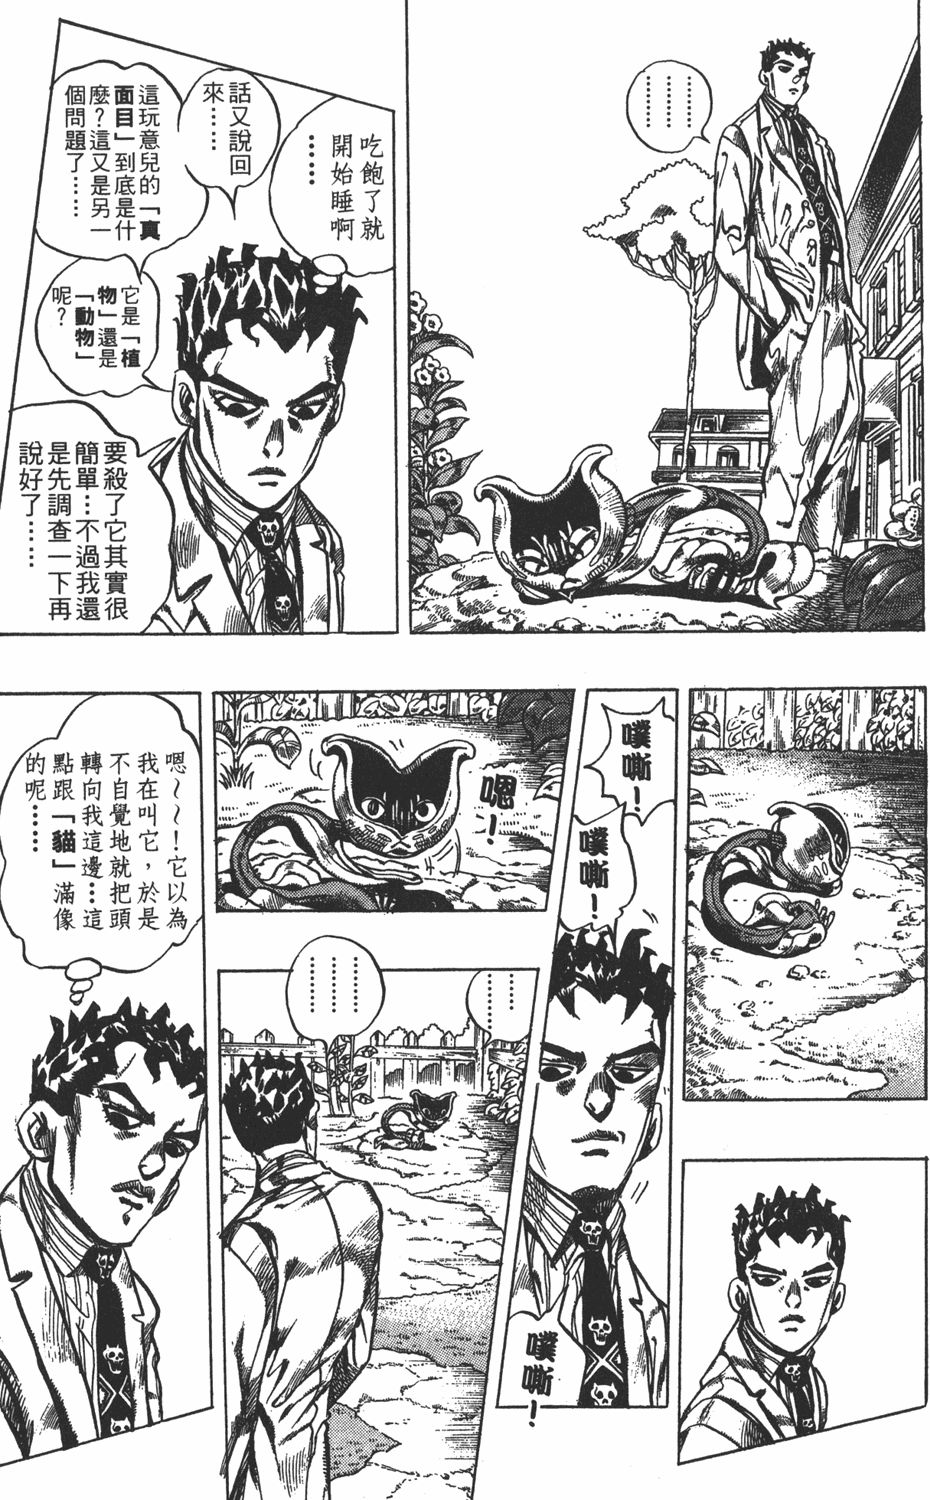 ………
………
吃飽了就
開始睡啊
……
話又說回
來……
這玩意兒的「真
面目」到底是什
麼？這又是另一
個問題了……
它是「植
物」還是
「動物」
呢？
要殺了它其實很
簡單…不過我還
是先調查一下再
說好了……
噗嘶！
噗嘶！
噗嘶！
嗯！
………
………
………
嗯～～！它以為
我在叫它，於是
不自覺地就把頭
轉向我這邊…這
點跟「貓」滿像
的呢……